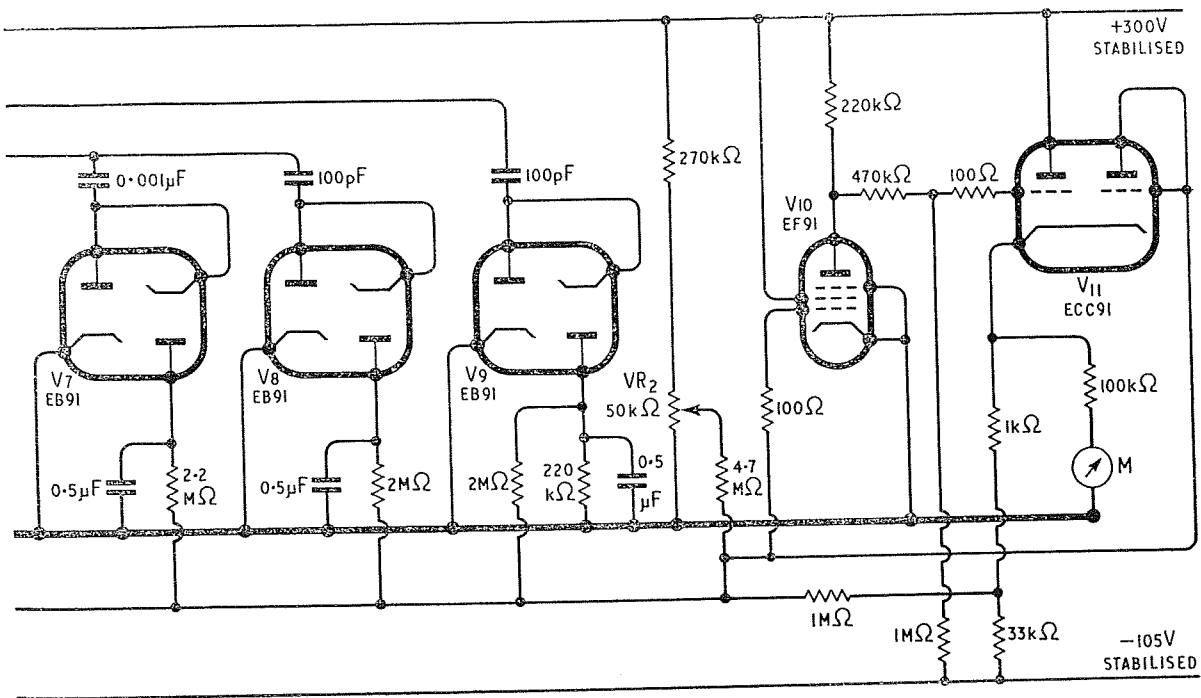 +300V
STABILISED
220kΩ
270kΩ
0·001µF
100pF
100pF
470kΩ
100Ω
V10
EF91
V11
ECC91
V7
EB91
V8
EB91
V9
EB91
VR2
50kΩ
100Ω
100kΩ
1kΩ
M
0·5µF
2·2
MΩ
0·5µF
2MΩ
2MΩ
220
kΩ
0·5
µF
4·7
MΩ
1MΩ
1MΩ
33kΩ
−105V
STABILISED